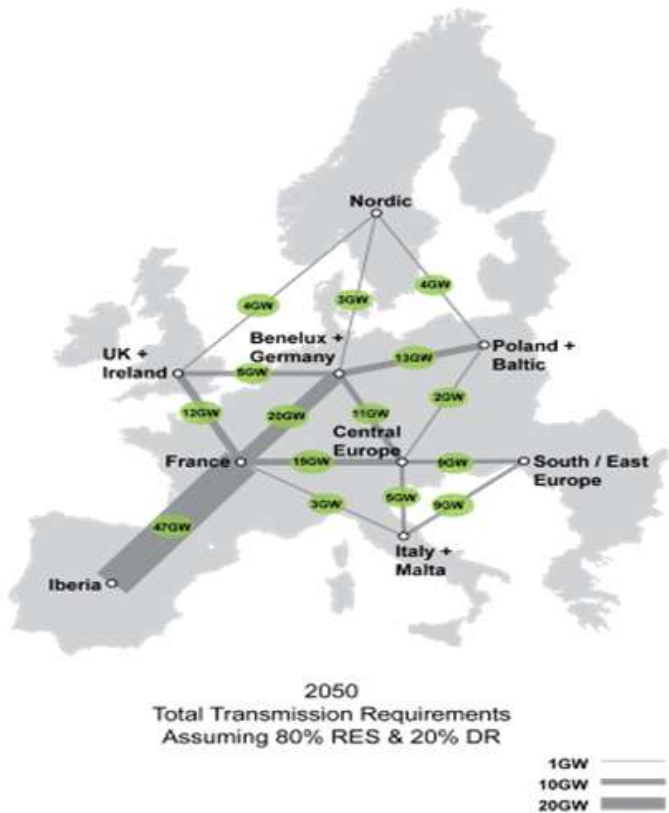 Nordic
4GW
3GW
4GW
Benelux +
Germany
UK +
Ireland
5GW
13GW
Poland +
Baltic
12GW
20GW
11GW
2GW
Central
Europe
France
15GW
South / East
Europe
3GW
9GW
47GW
Italy +
Malta
Iberia
2050
Total Transmission Requirements
Assuming 80% RES & 20% DR
1GW
10GW
20GW